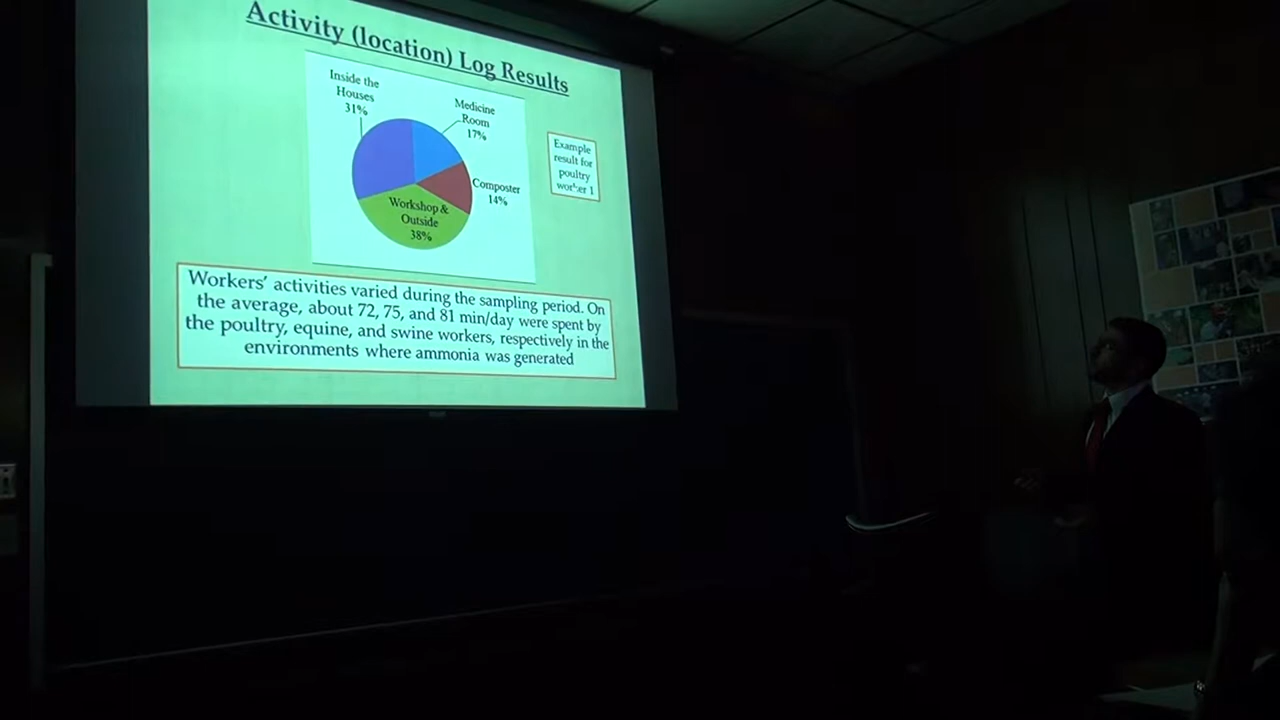 Activity (location) Log Results
Inside the
Houses
31%
Medicine
Room
17%
Composter
14%
Workshop &
Outside
38%
Example
result for
poultry
worker 1
Workers' activities varied during the sampling period. On
the average, about 72, 75, and 81 min/day were spent by
the poultry, equine, and swine workers, respectively in the
environments where ammonia was generated